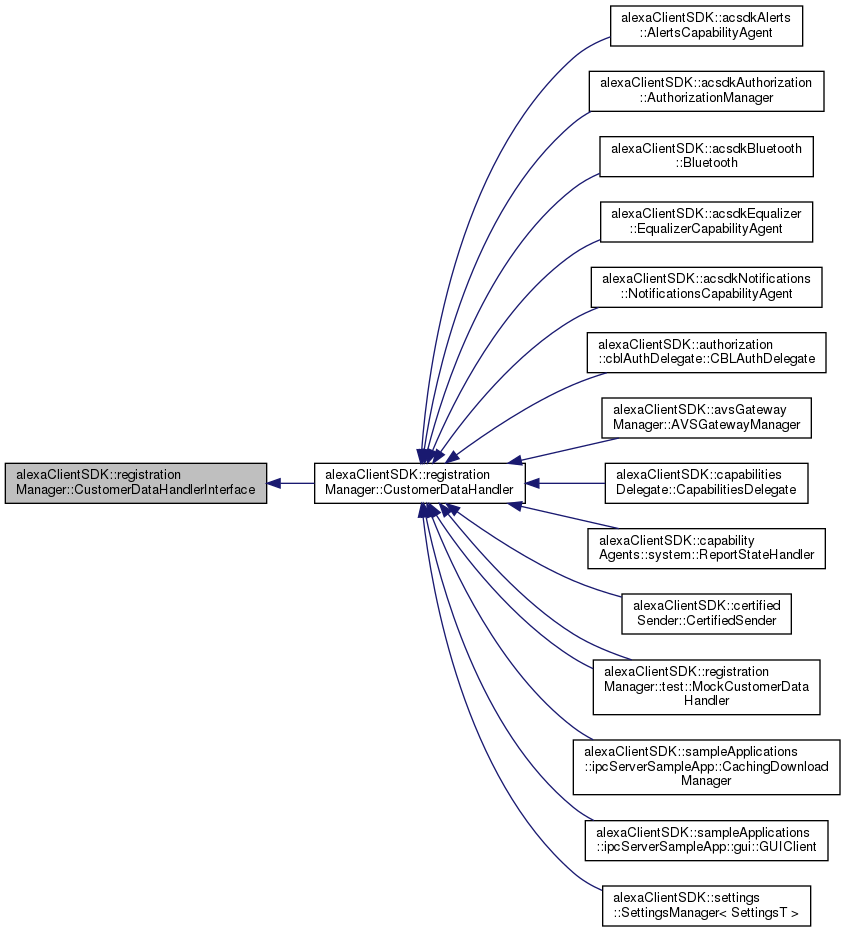 alexaClientSDK::acsdkAlerts
::AlertsCapabilityAgent
alexaClientSDK::acsdkAuthorization
::AuthorizationManager
alexaClientSDK::acsdkBluetooth
::Bluetooth
alexaClientSDK::acsdkEqualizer
::EqualizerCapabilityAgent
alexaClientSDK::acsdkNotifications
::NotificationsCapabilityAgent
alexaClientSDK::authorization
::cblAuthDelegate::CBLAuthDelegate
alexaClientSDK::avsGateway
Manager::AVSGatewayManager
alexaClientSDK::registration
Manager::CustomerDataHandlerInterface
alexaClientSDK::registration
Manager::CustomerDataHandler
alexaClientSDK::capabilities
Delegate::CapabilitiesDelegate
alexaClientSDK::capability
Agents::system::ReportStateHandler
alexaClientSDK::certified
Sender::CertifiedSender
alexaClientSDK::registration
Manager::test::MockCustomerData
Handler
alexaClientSDK::sampleApplications
::ipcServerSampleApp::CachingDownload
Manager
alexaClientSDK::sampleApplications
::ipcServerSampleApp::gui::GUIClient
alexaClientSDK::settings
::SettingsManager< SettingsT >